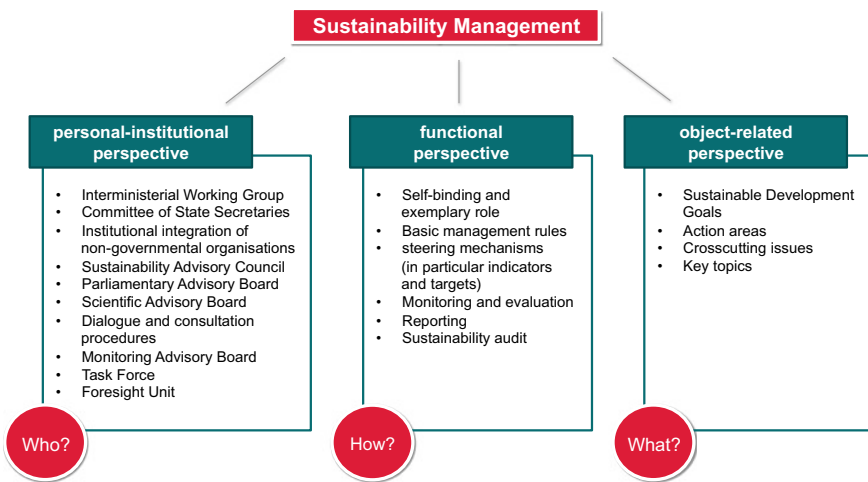 Sustainability Management
personal-institutional
perspective
• Interministerial Working Group
• Committee of State Secretaries
• Institutional integration of
non-governmental organisations
• Sustainability Advisory Council
• Parliamentary Advisory Board
• Scientific Advisory Board
• Dialogue and consultation
procedures
• Monitoring Advisory Board
• Task Force
• Foresight Unit
Who?
functional
perspective
• Self-binding and
exemplary role
• Basic management rules
• steering mechanisms
(in particular indicators
and targets)
• Monitoring and evaluation
• Reporting
• Sustainability audit
How?
object-related
perspective
• Sustainable Development
Goals
• Action areas
• Crosscutting issues
• Key topics
What?